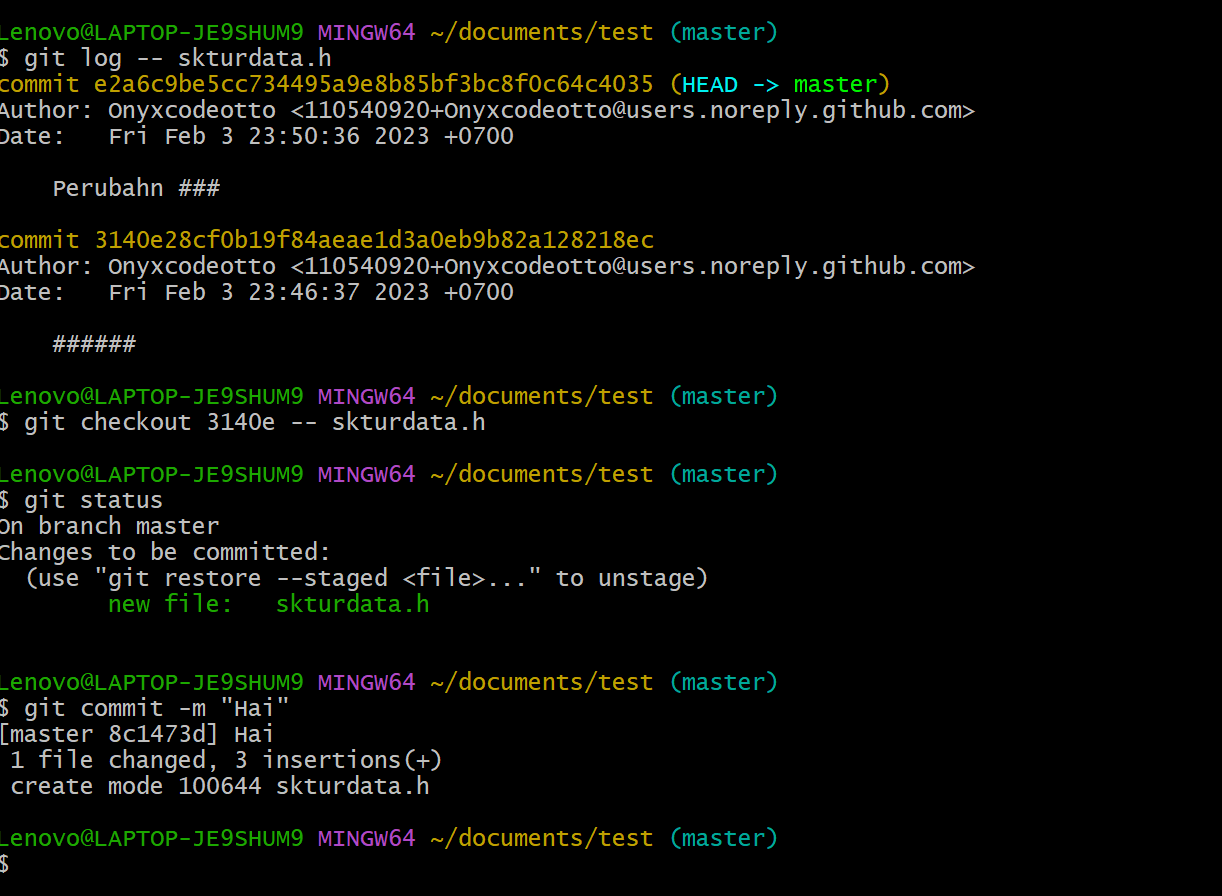 Lenovo@LAPTOP-JE9SHUM9 MINGW64 ~/documents/test (master)
$ git log -- skturdata.h
commit e2a6c9be5cc734495a9e8b85bf3bc8f0c64c4035 (HEAD -> master)
Author: Onyxcodeotto <110540920+Onyxcodeotto@users.noreply.github.com>
Date:   Fri Feb 3 23:50:36 2023 +0700
    Perubahn ###
commit 3140e28cf0b19f84aeae1d3a0eb9b82a128218ec
Author: Onyxcodeotto <110540920+Onyxcodeotto@users.noreply.github.com>
Date:   Fri Feb 3 23:46:37 2023 +0700
    ######
Lenovo@LAPTOP-JE9SHUM9 MINGW64 ~/documents/test (master)
$ git checkout 3140e -- skturdata.h
Lenovo@LAPTOP-JE9SHUM9 MINGW64 ~/documents/test (master)
$ git status
On branch master
Changes to be committed:
  (use "git restore --staged <file>..." to unstage)
        new file:   skturdata.h
Lenovo@LAPTOP-JE9SHUM9 MINGW64 ~/documents/test (master)
$ git commit -m "Hai"
[master 8c1473d] Hai
 1 file changed, 3 insertions(+)
 create mode 100644 skturdata.h
Lenovo@LAPTOP-JE9SHUM9 MINGW64 ~/documents/test (master)
$